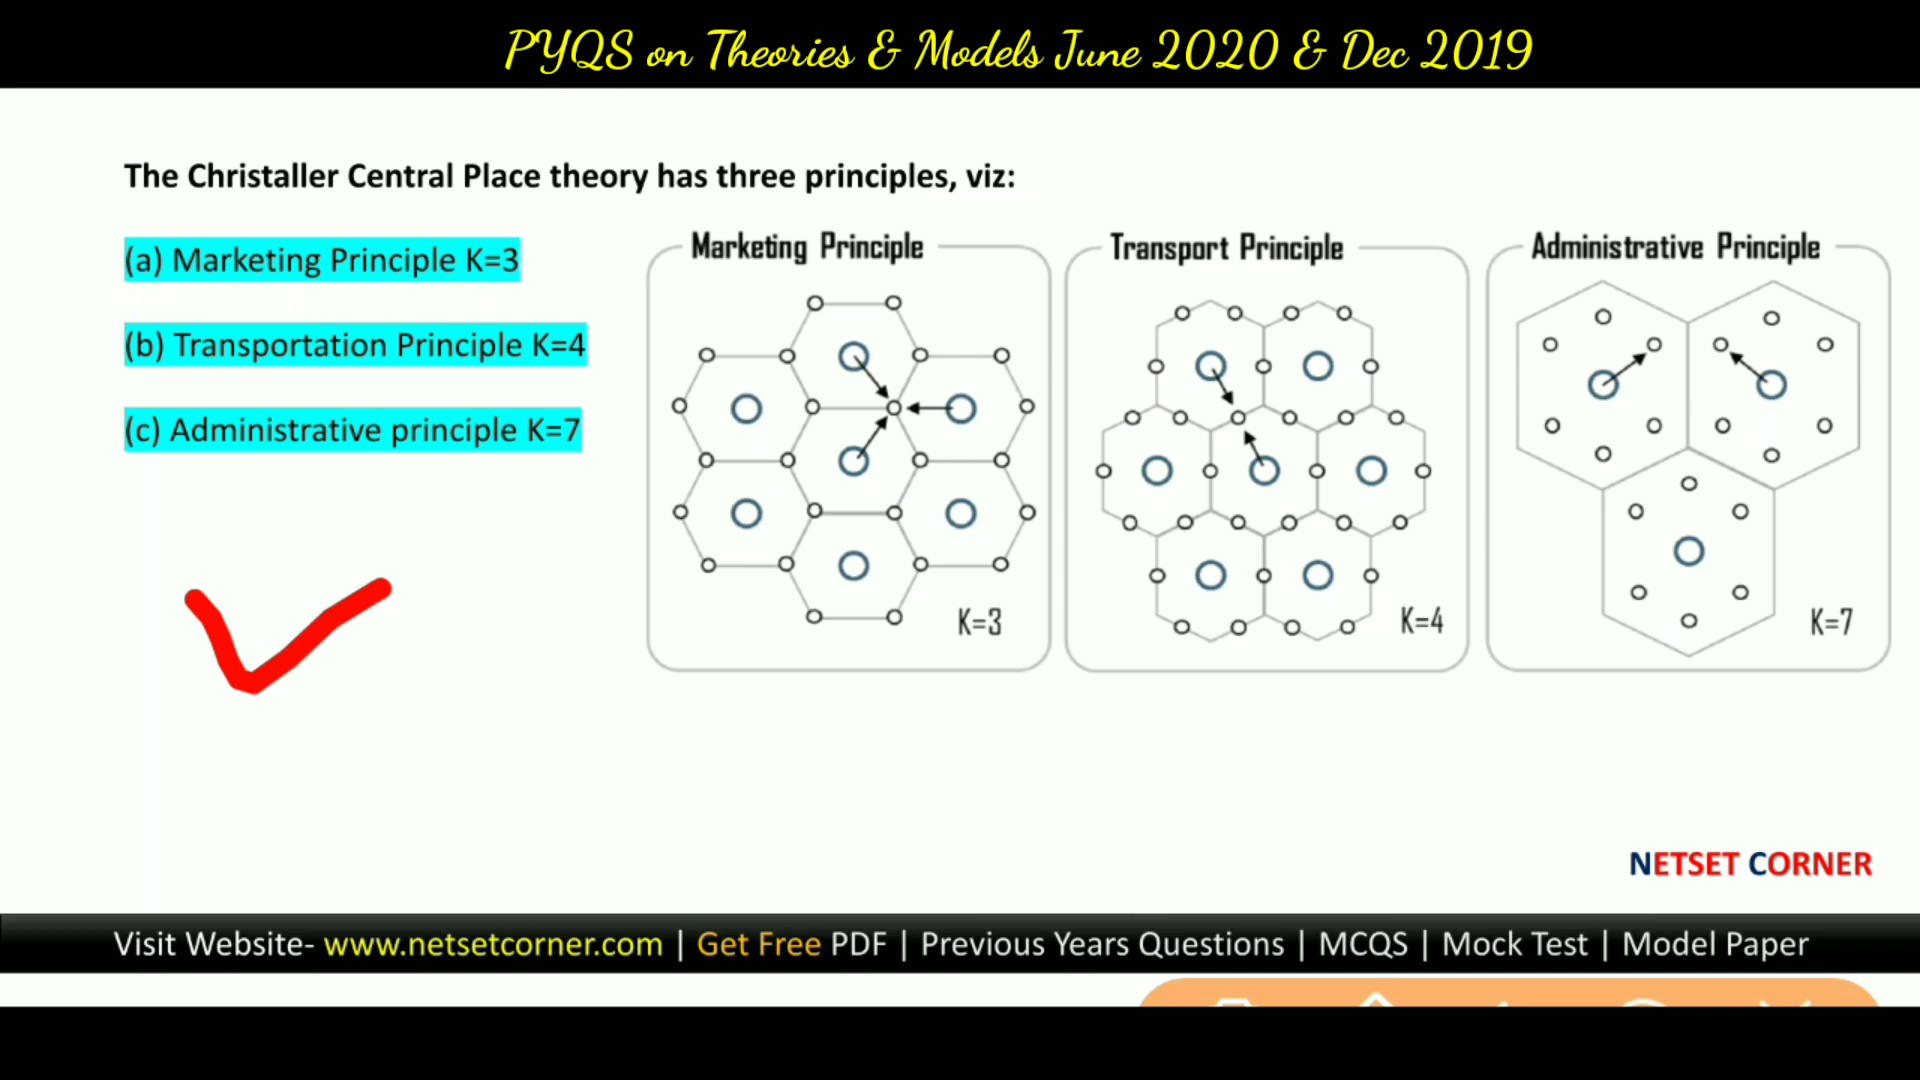 PYQS on Theories & Models June 2020 & Dec 2019
The Christaller Central Place theory has three principles, viz:
(a) Marketing Principle K=3
(b) Transportation Principle K=4
(c) Administrative principle K=7
Marketing Principle
K=3
Transport Principle
K=4
Administrative Principle
K=7
NETSET CORNER
Visit Website- www.netsetcorner.com | Get Free PDF | Previous Years Questions | MCQS | Mock Test | Model Paper